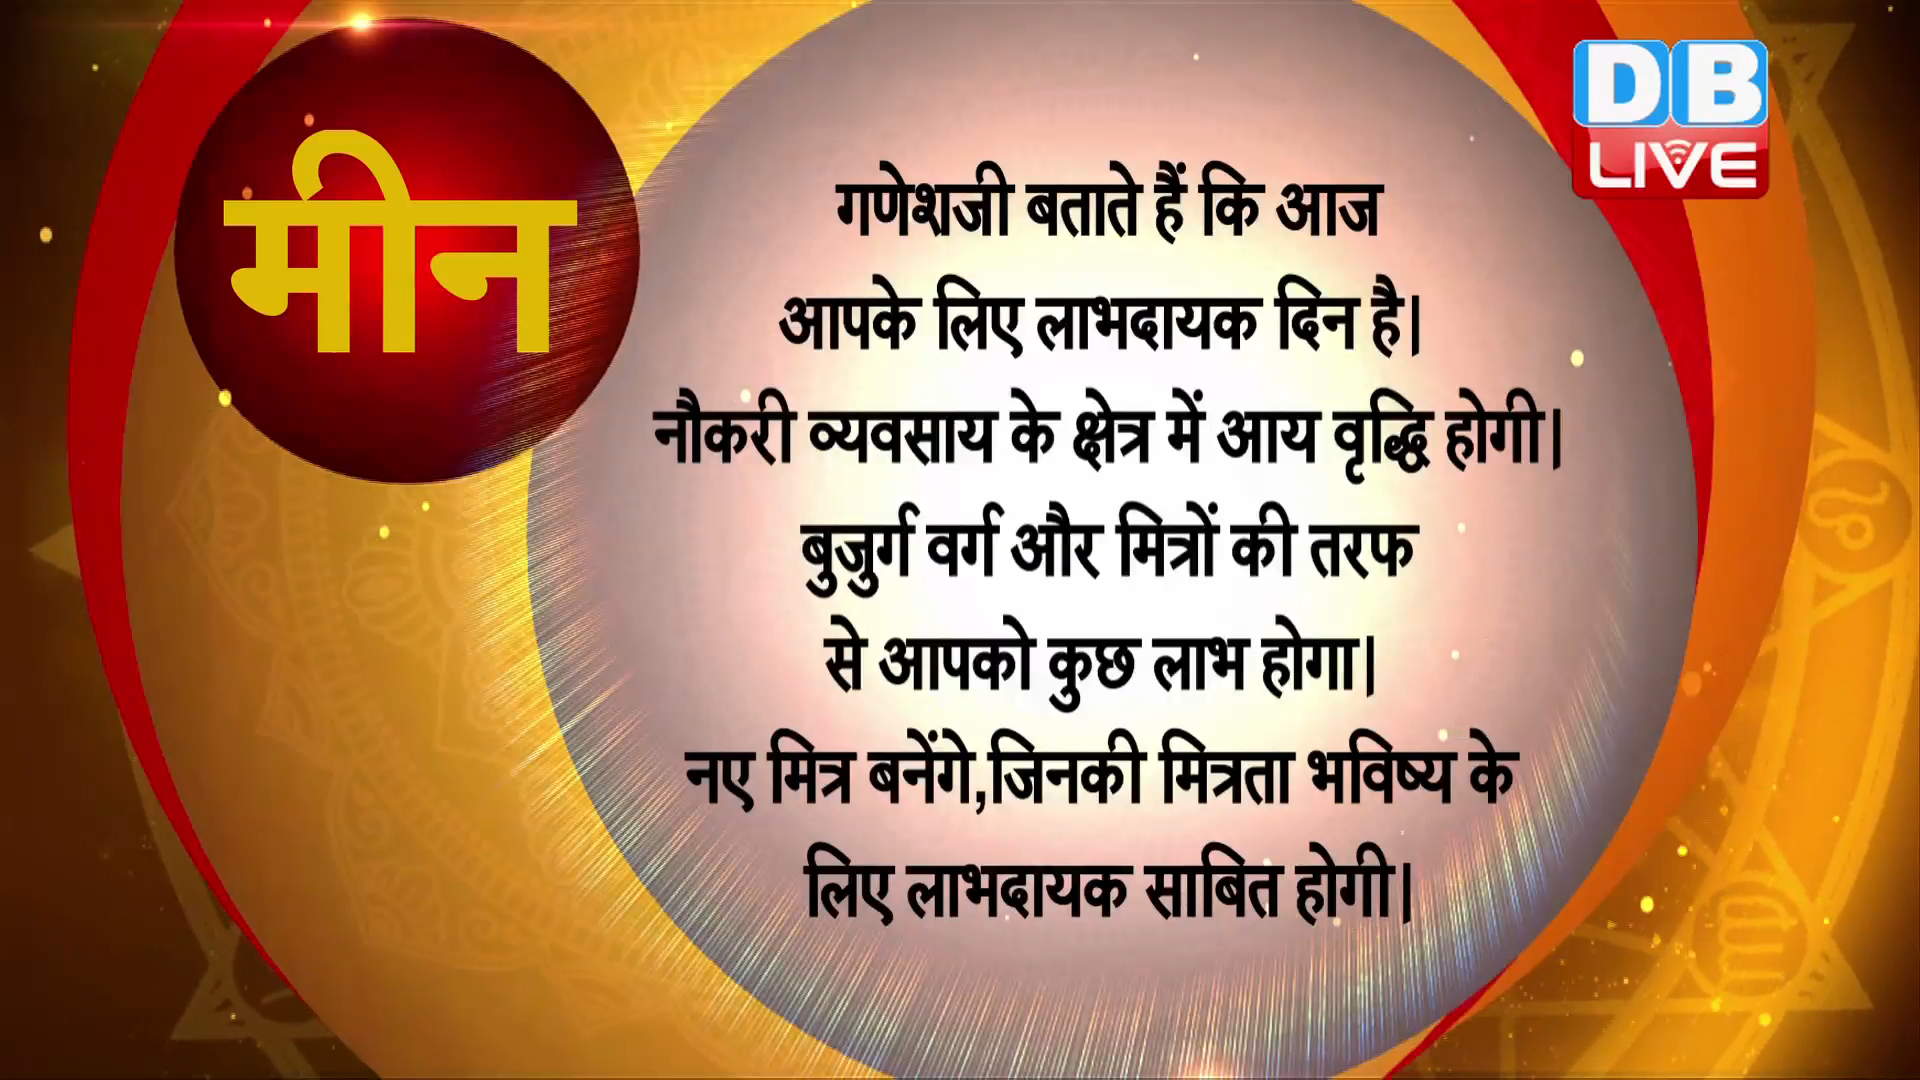 मीन
DB
LIVE
गणेशजी बताते हैं कि आज
आपके लिए लाभदायक दिन है।
नौकरी व्यवसाय के क्षेत्र में आय वृद्धि होगी।
बुजुर्ग वर्ग और मित्रों की तरफ
से आपको कुछ लाभ होगा।
नए मित्र बनेंगे,जिनकी मित्रता भविष्य के
लिए लाभदायक साबित होगी।